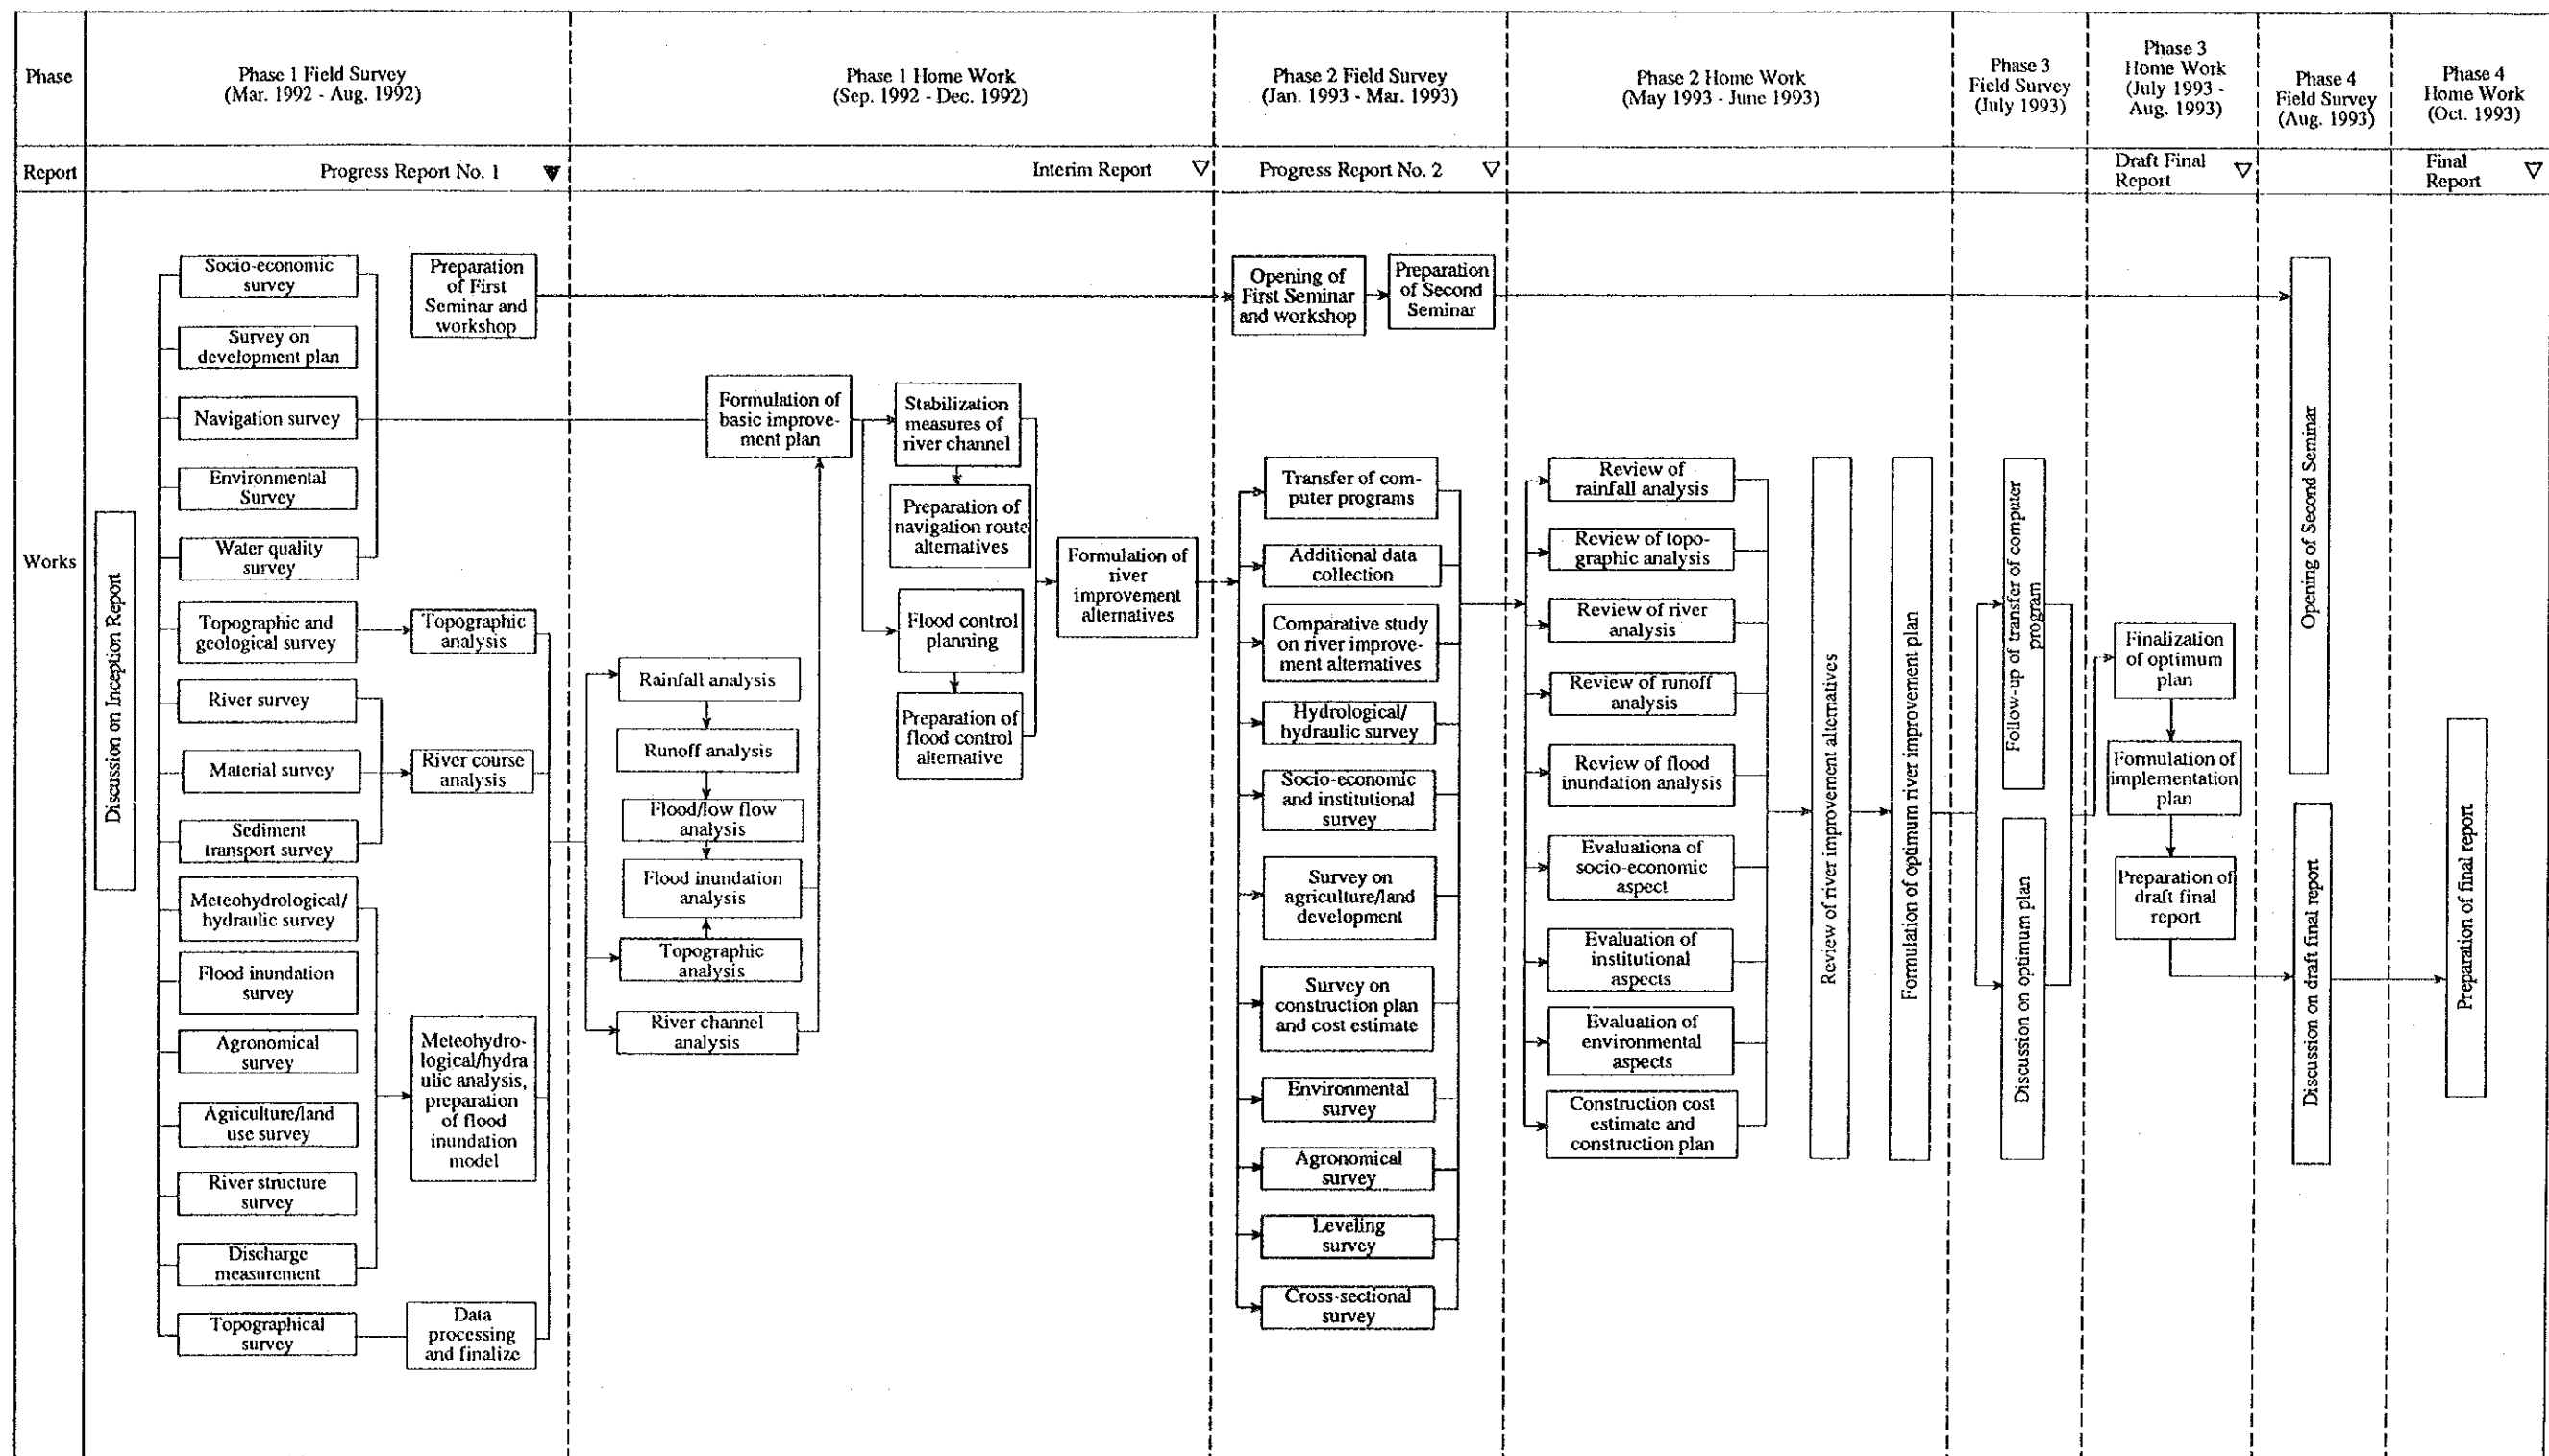 Phase
Phase 1 Field Survey
(Mar. 1992 - Aug. 1992)
Phase 1 Home Work
(Sep. 1992 - Dec. 1992)
Phase 2 Field Survey
(Jan. 1993 - Mar. 1993)
Phase 2 Home Work
(May 1993 - June 1993)
Phase 3
Field Survey
(July 1993)
Phase 3
Home Work
(July 1993 -
Aug. 1993)
Phase 4
Field Survey
(Aug. 1993)
Phase 4
Home Work
(Oct. 1993)
Report
Progress Report No. 1 ▼
Interim Report ▽
Progress Report No. 2 ▽
Draft Final
Report ▽
Final
Report ▽
Works
Discussion on Inception Report
Socio-economic
survey
Survey on
development plan
Navigation survey
Environmental
Survey
Water quality
survey
Topographic and
geological survey
River survey
Material survey
Sediment
transport survey
Meteohydrological/
hydraulic survey
Flood inundation
survey
Agronomical
survey
Agriculture/land
use survey
River structure
survey
Discharge
measurement
Topographical
survey
Preparation
of First
Seminar and
workshop
Topographic
analysis
River course
analysis
Meteohydro-
logical/hydra
ulic analysis,
preparation
of flood
inundation
model
Data
processing
and finalize
Rainfall analysis
Runoff analysis
Flood/low flow
analysis
Flood inundation
analysis
Topographic
analysis
River channel
analysis
Formulation of
basic improve-
ment plan
Stabilization
measures of
river channel
Preparation of
navigation route
alternatives
Flood control
planning
Preparation of
flood control
alternative
Formulation of
river
improvement
alternatives
Opening of
First Seminar
and workshop
Preparation
of Second
Seminar
Transfer of com-
puter programs
Additional data
collection
Comparative study
on river improve-
ment alternatives
Hydrological/
hydraulic survey
Socio-economic
and institutional
survey
Survey on
agriculture/land
development
Survey on
construction plan
and cost estimate
Environmental
survey
Agronomical
survey
Leveling
survey
Cross-sectional
survey
Review of
rainfall analysis
Review of topo-
graphic analysis
Review of river
analysis
Review of runoff
analysis
Review of flood
inundation analysis
Evaluationa of
socio-economic
aspect
Evaluation of
institutional
aspects
Evaluation of
environmental
aspects
Construction cost
estimate and
construction plan
Review of river improvement alternatives
Formulation of optimum river improvement plan
Follow-up of transfer of computer
program
Discussion on optimum plan
Finalization
of optimum
plan
Formulation of
implementation
plan
Preparation of
draft final
report
Opening of Second Seminar
Discussion on draft final report
Preparation of final report